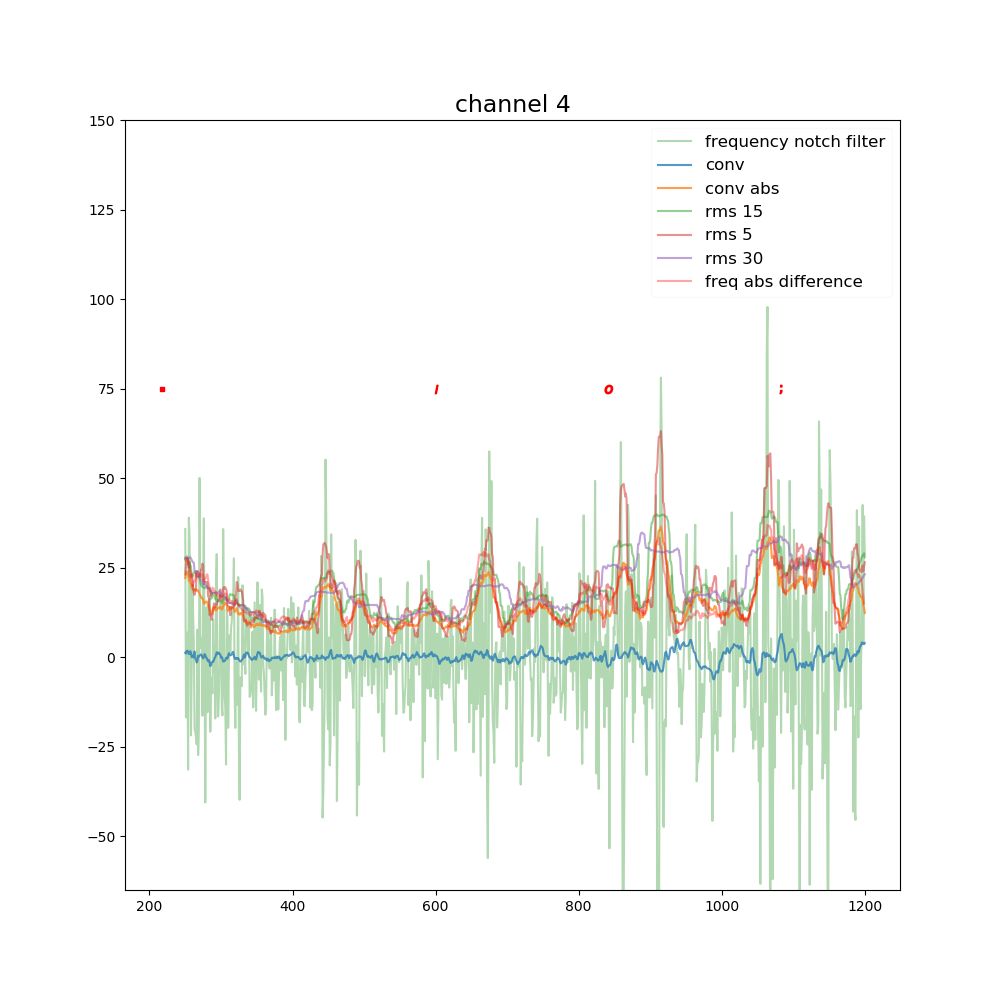 channel 4
150
125
100
75
50
25
0
−25
−50
frequency notch filter
conv
conv abs
rms 15
rms 5
rms 30
freq abs difference
. l o ;
200 400 600 800 1000 1200